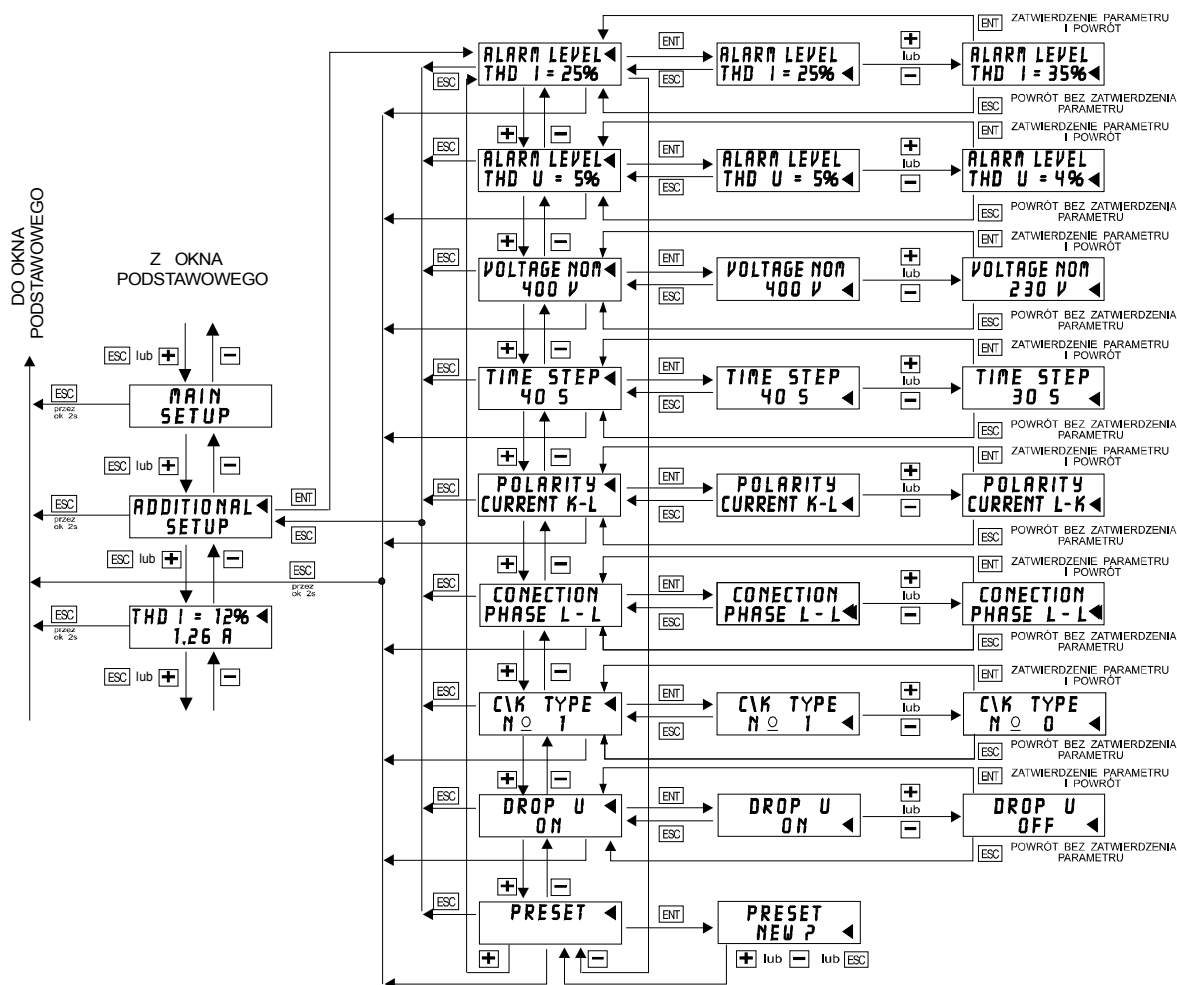 ENT ZATWIERDZENIE PARAMETRU
I POWRÓT
ALARM LEVEL
THD I = 25%
ENT
ESC
ALARM LEVEL
THD I = 25%
+
lub
-
ALARM LEVEL
THD I = 35%
ESC
ESC POWRÓT BEZ ZATWIERDZENIA
PARAMETRU
+ -
ENT ZATWIERDZENIE PARAMETRU
I POWRÓT
ESC
ALARM LEVEL
THD U = 5%
ENT
ESC
ALARM LEVEL
THD U = 5%
+
lub
-
ALARM LEVEL
THD U = 4%
ESC POWRÓT BEZ ZATWIERDZENIA
PARAMETRU
+ -
ENT ZATWIERDZENIE PARAMETRU
I POWRÓT
ESC
VOLTAGE NOM
400 V
ENT
ESC
VOLTAGE NOM
400 V
+
lub
-
VOLTAGE NOM
230 V
ESC POWRÓT BEZ ZATWIERDZENIA
PARAMETRU
+ -
ENT ZATWIERDZENIE PARAMETRU
I POWRÓT
ESC
TIME STEP
40 S
ENT
ESC
TIME STEP
40 S
+
lub
-
TIME STEP
30 S
ESC POWRÓT BEZ ZATWIERDZENIA
PARAMETRU
+ -
ENT ZATWIERDZENIE PARAMETRU
I POWRÓT
ESC
POLARITY
CURRENT K-L
ENT
ESC
POLARITY
CURRENT K-L
+
lub
-
POLARITY
CURRENT L-K
ESC POWRÓT BEZ ZATWIERDZENIA
PARAMETRU
+ -
ENT ZATWIERDZENIE PARAMETRU
I POWRÓT
ESC
CONECTION
PHASE L - L
ENT
ESC
CONECTION
PHASE L - L
+
lub
-
CONECTION
PHASE L - L
ESC POWRÓT BEZ ZATWIERDZENIA
PARAMETRU
+ -
ENT ZATWIERDZENIE PARAMETRU
I POWRÓT
ESC
C\K TYPE
Nº 1
ENT
ESC
C\K TYPE
Nº 1
+
lub
-
C\K TYPE
Nº 0
ESC POWRÓT BEZ ZATWIERDZENIA
PARAMETRU
+ -
ENT ZATWIERDZENIE PARAMETRU
I POWRÓT
ESC
DROP U
ON
ENT
ESC
DROP U
ON
+
lub
-
DROP U
OFF
ESC POWRÓT BEZ ZATWIERDZENIA
PARAMETRU
+ -
ESC
PRESET
ENT
PRESET
NEW ?
+ -
+ lub - lub ESC
DO OKNA
PODSTAWOWEGO
Z OKNA
PODSTAWOWEGO
ESC lub + -
ESC
przez
ok 2s
MAIN
SETUP
ESC lub + -
ESC
przez
ok 2s
ADDITIONAL
SETUP
ENT
ESC
ESC lub + -
ESC
przez
ok 2s
ESC
przez
ok 2s
THD I = 12%
1,26 A
ESC lub + -